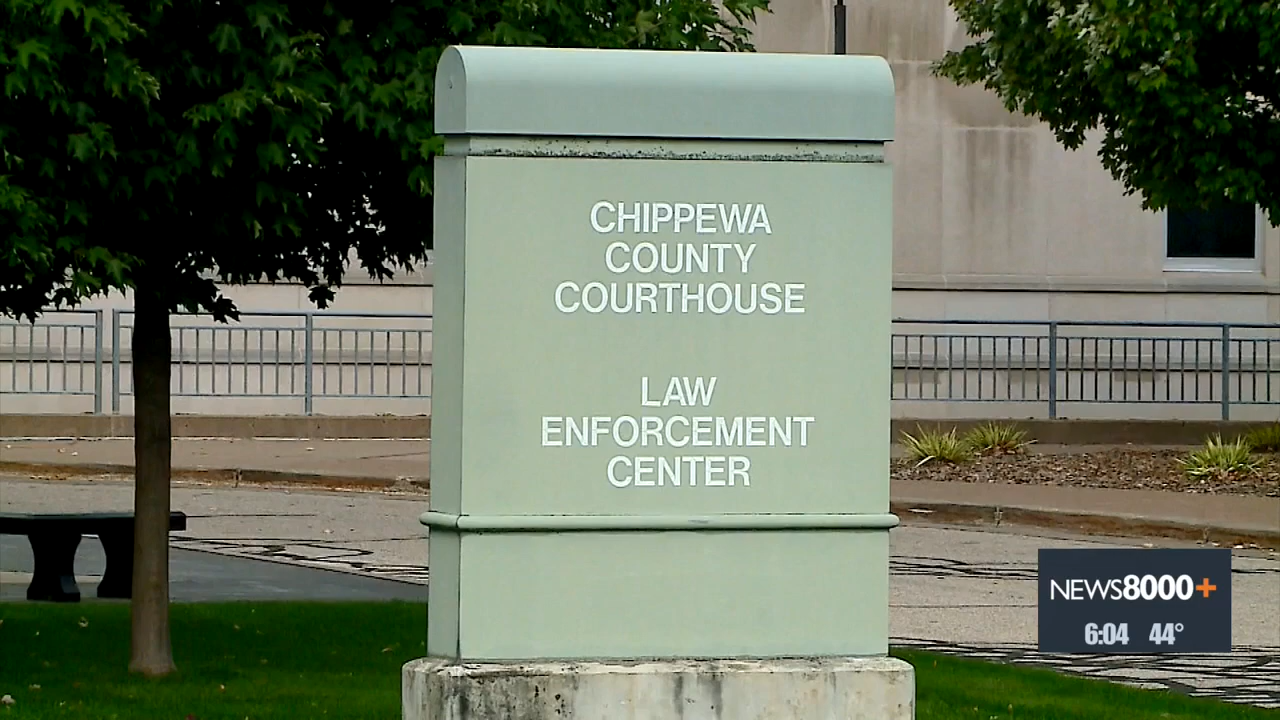 CHIPPEWA
COUNTY
COURTHOUSE
LAW
ENFORCEMENT
CENTER
NEWS8000+
6:04 44°